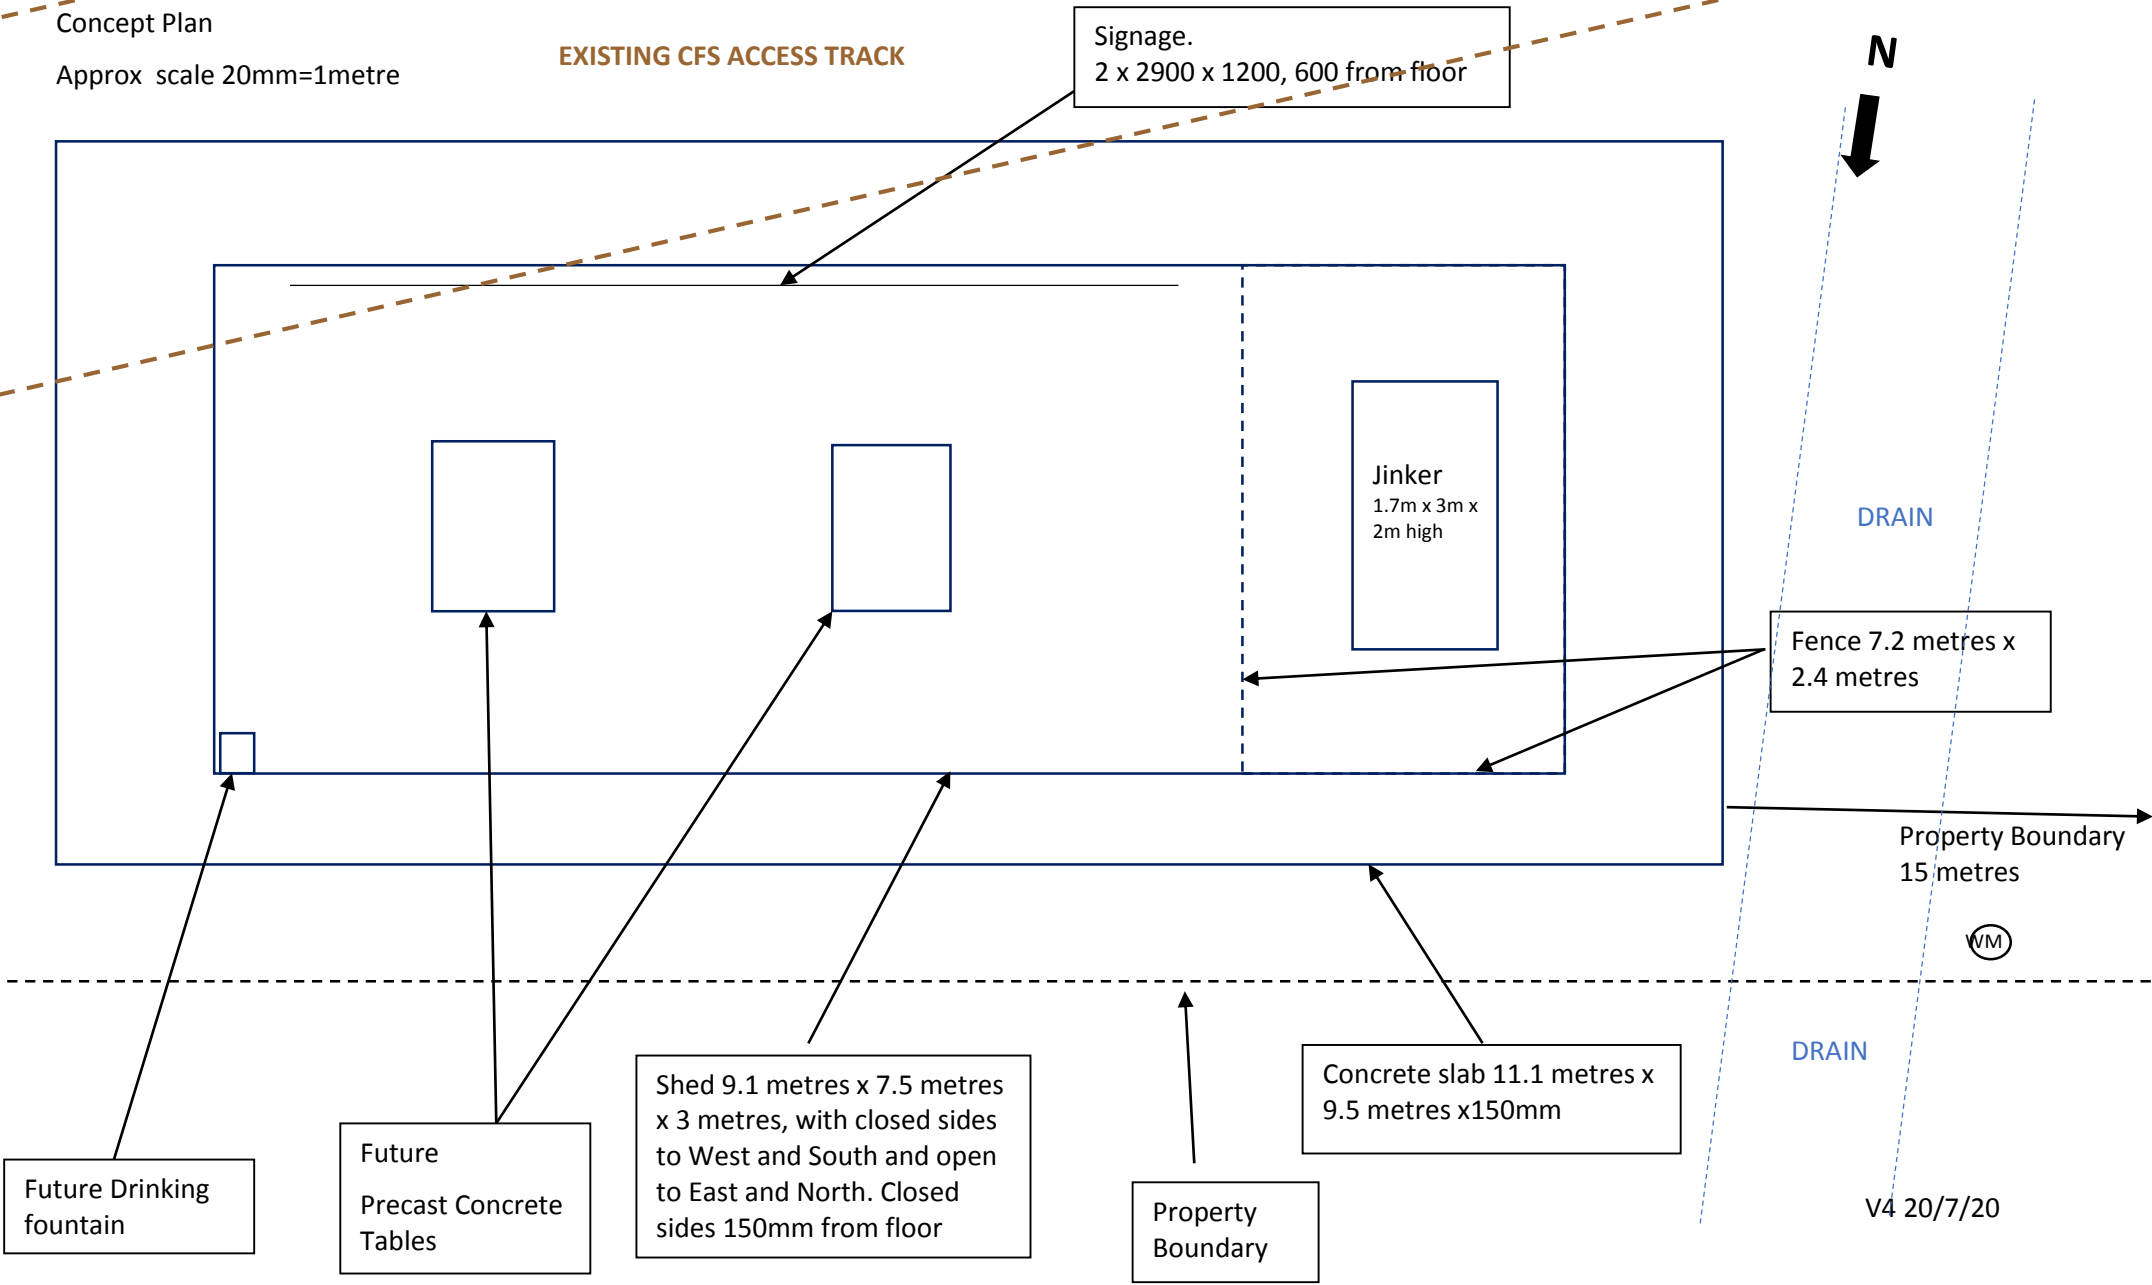 Concept Plan
Approx scale 20mm=1metre
EXISTING CFS ACCESS TRACK
Signage.
2 x 2900 x 1200, 600 from floor
N
Jinker
1.7m x 3m x
2m high
DRAIN
Fence 7.2 metres x
2.4 metres
Property Boundary
15 metres
WM
DRAIN
Shed 9.1 metres x 7.5 metres
x 3 metres, with closed sides
to West and South and open
to East and North. Closed
sides 150mm from floor
Concrete slab 11.1 metres x
9.5 metres x150mm
Future
Precast Concrete
Tables
Future Drinking
fountain
Property
Boundary
V4 20/7/20